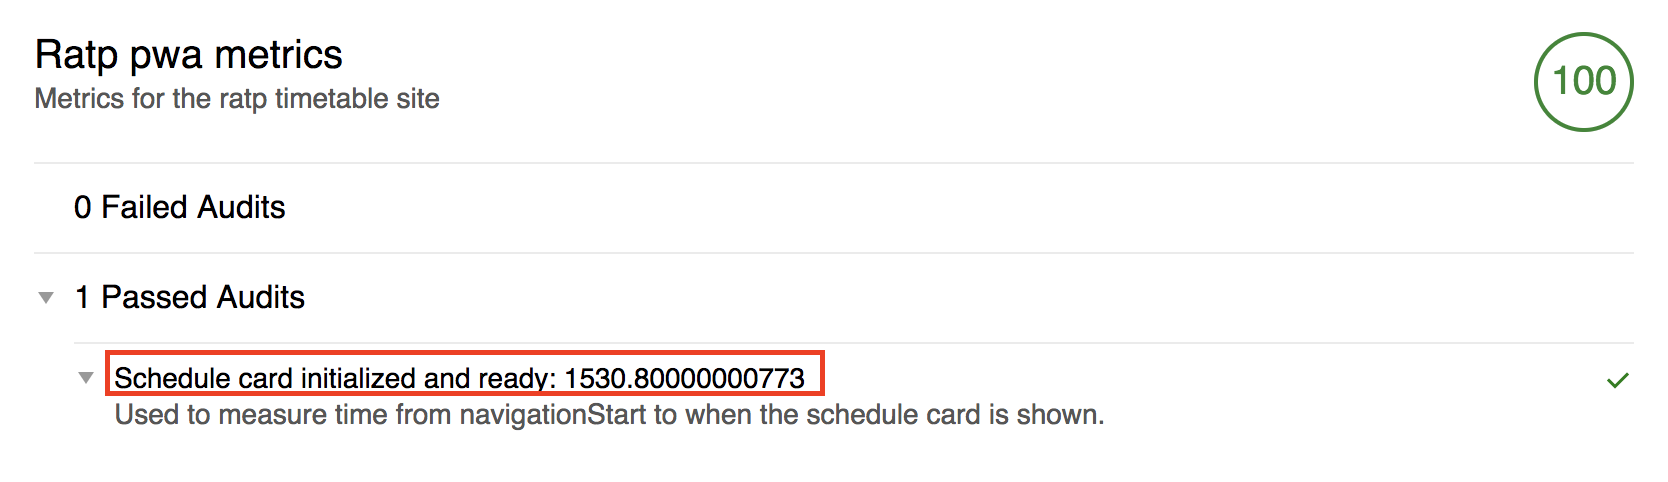 Ratp pwa metrics
100
Metrics for the ratp timetable site
0 Failed Audits
1 Passed Audits
Schedule card initialized and ready: 1530.80000000773
Used to measure time from navigationStart to when the schedule card is shown.